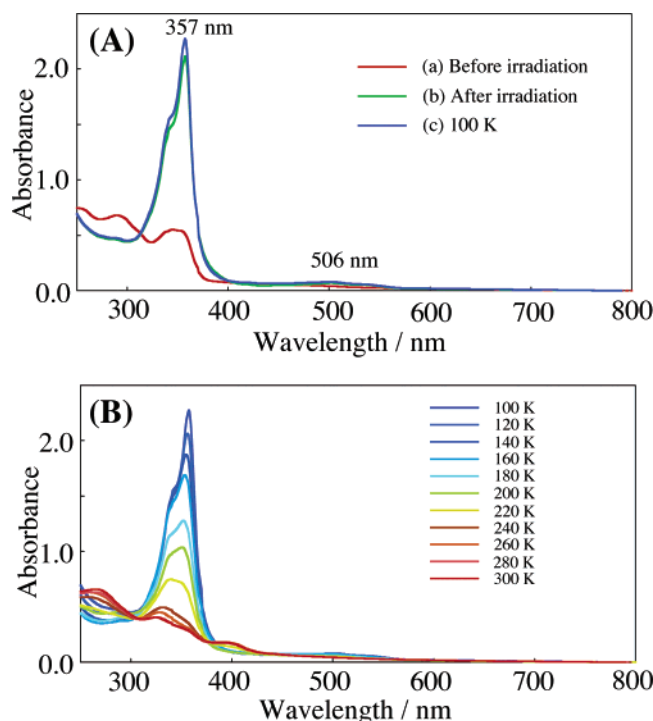 (A)
357 nm
2.0
(a) Before irradiation
(b) After irradiation
(c) 100 K
Absorbance
1.0
506 nm
0.0
300 400 500 600 700 800
Wavelength / nm
(B)
100 K
120 K
2.0
140 K
160 K
180 K
200 K
Absorbance
220 K
1.0
240 K
260 K
280 K
300 K
0.0
300 400 500 600 700 800
Wavelength / nm